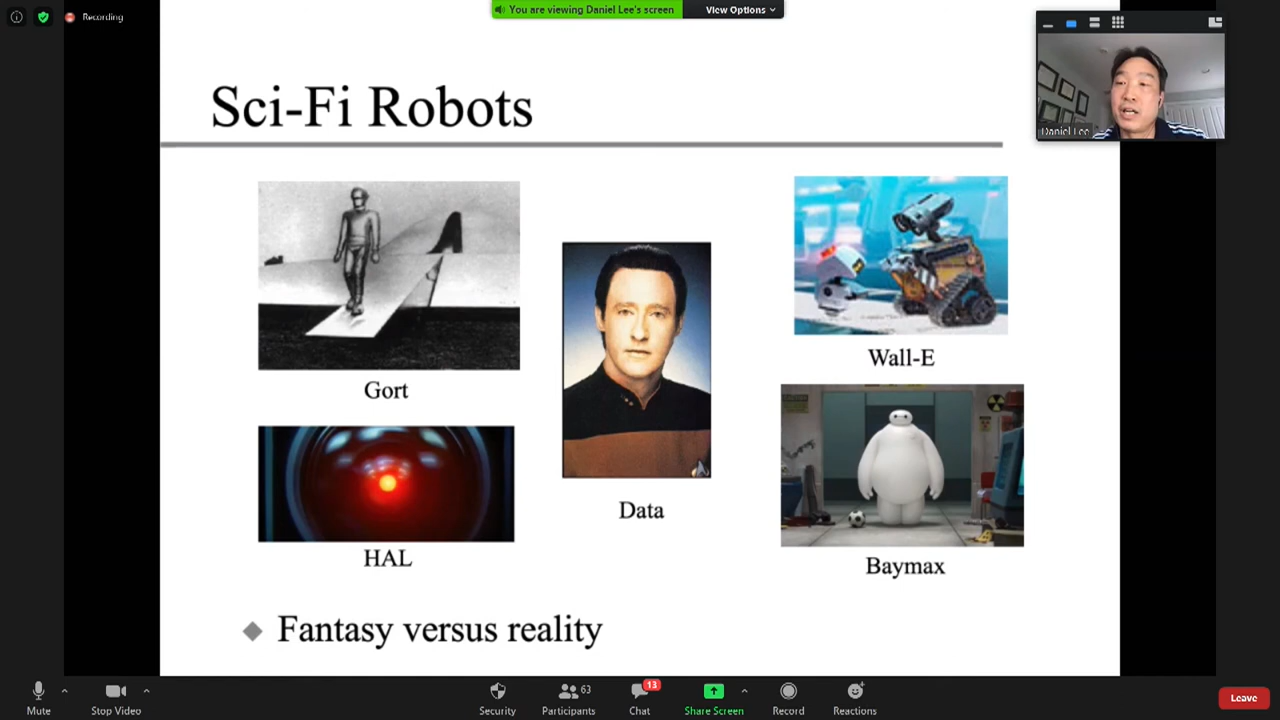 Recording
You are viewing Daniel Lee's screen
View Options
Daniel Lee
Sci-Fi Robots
Gort
HAL
Data
Wall-E
Baymax
Fantasy versus reality
Mute
Stop Video
Security
Participants
63
Chat
13
Share Screen
Record
Reactions
Leave